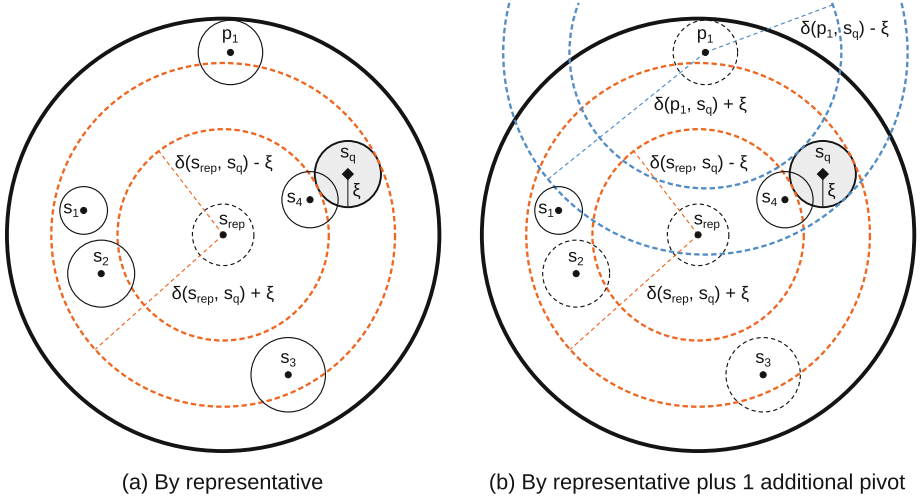 p1
δ(srep, sq) - ξ
sq
ξ
s4
s1
srep
s2
δ(srep, sq) + ξ
s3
(a) By representative
δ(p1, sq) - ξ
p1
δ(p1, sq) + ξ
δ(srep, sq) - ξ
sq
ξ
s4
s1
srep
s2
δ(srep, sq) + ξ
s3
(b) By representative plus 1 additional pivot